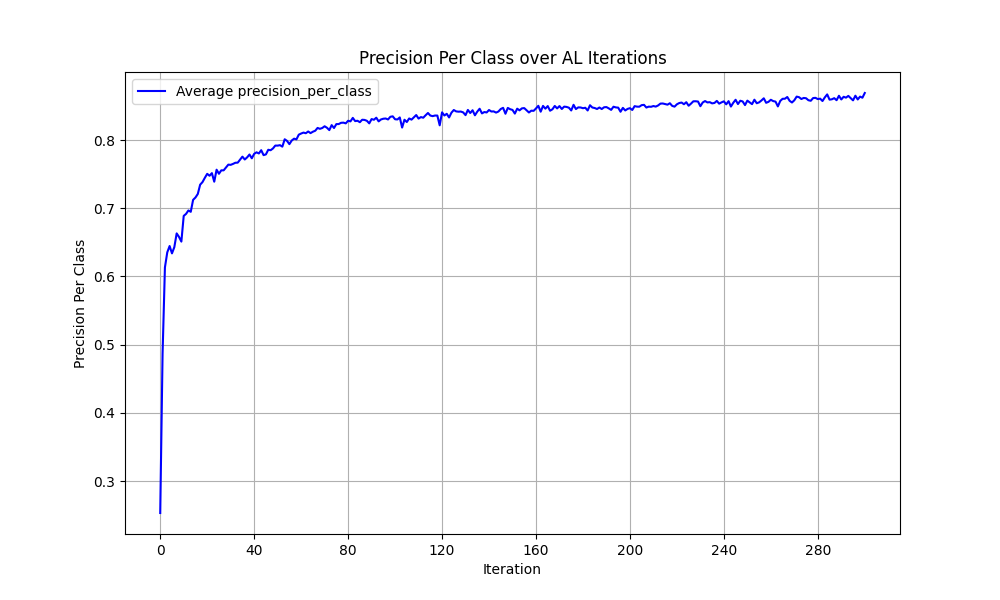 Precision Per Class over AL Iterations
Average precision_per_class
Precision Per Class
0.8
0.7
0.6
0.5
0.4
0.3
0 40 80 120 160 200 240 280
Iteration